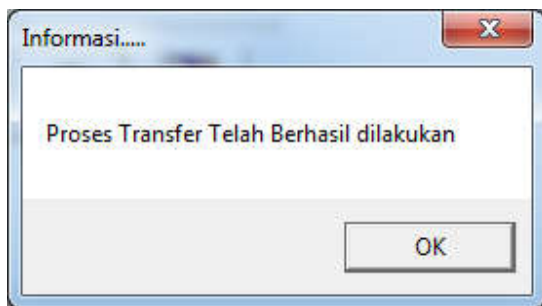 Informasi.....
Proses Transfer Telah Berhasil dilakukan
OK